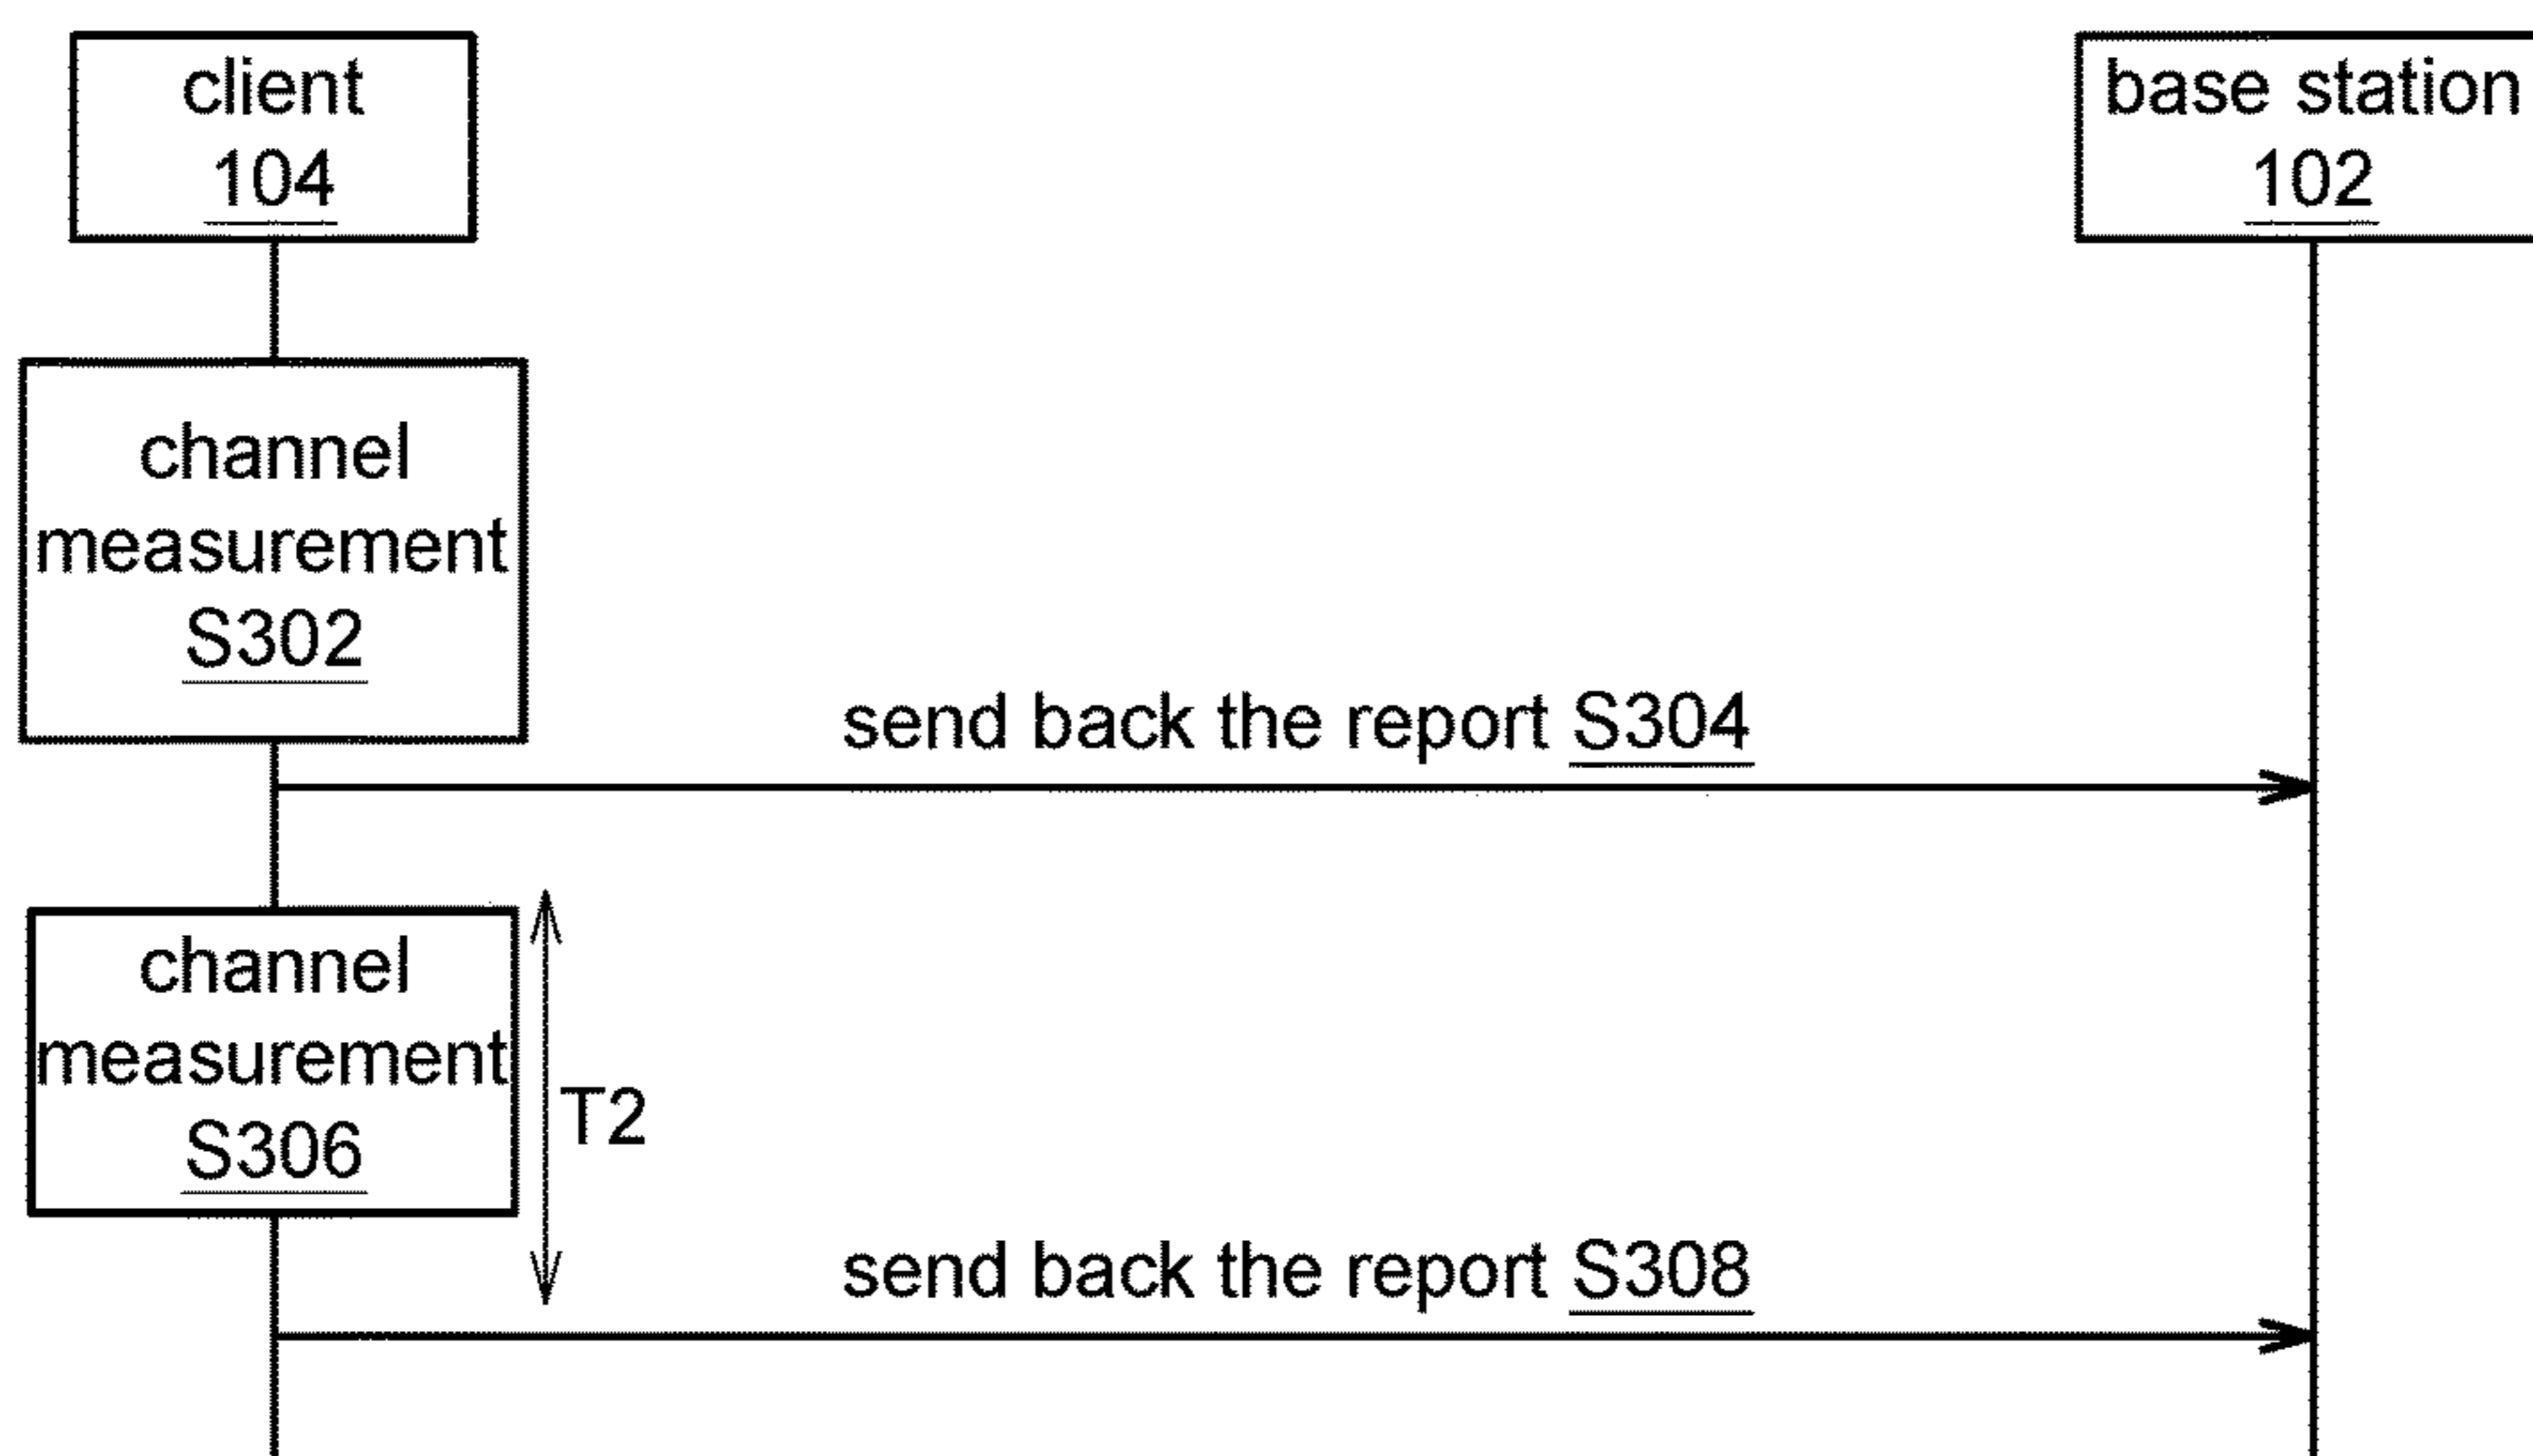 client
104
base station
102
channel
measurement
S302
send back the report S304
channel
measurement
S306
T2
send back the report S308